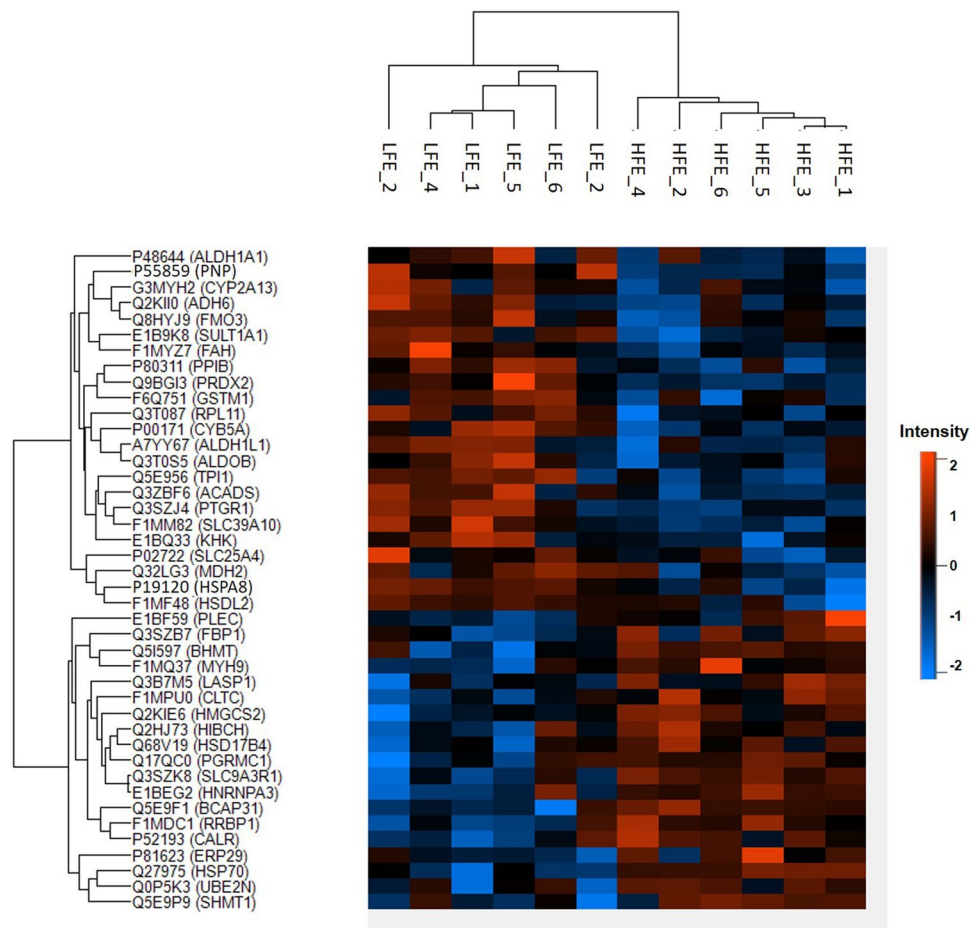 LFE_2
LFE_4
LFE_1
LFE_5
LFE_6
LFE_2
HFE_4
HFE_2
HFE_6
HFE_5
HFE_3
HFE_1
P48644 (ALDH1A1)
P55859 (PNP)
G3MYH2 (CYP2A13)
Q2KII0 (ADH6)
Q8HYJ9 (FMO3)
E1B9K8 (SULT1A1)
F1MYZ7 (FAH)
P80311 (PPIB)
Q9BGI3 (PRDX2)
F6Q751 (GSTM1)
Q3T087 (RPL11)
P00171 (CYB5A)
A7YY67 (ALDH1L1)
Q3T0S5 (ALDOB)
Q5E956 (TPI1)
Q3ZBF6 (ACADS)
Q3SZJ4 (PTGR1)
F1MM82 (SLC39A10)
E1BQ33 (KHK)
P02722 (SLC25A4)
Q32LG3 (MDH2)
P19120 (HSPA8)
F1MF48 (HSDL2)
E1BF59 (PLEC)
Q3SZB7 (FBP1)
Q5I597 (BHMT)
F1MQ37 (MYH9)
Q3B7M5 (LASP1)
F1MPU0 (CLTC)
Q2KIE6 (HMGCS2)
Q2HJ73 (HIBCH)
Q68V19 (HSD17B4)
Q17QC0 (PGRMC1)
Q3SZK8 (SLC9A3R1)
E1BEG2 (HNRNPA3)
Q5E9F1 (BCAP31)
F1MDC1 (RRBP1)
P52193 (CALR)
P81623 (ERP29)
Q27975 (HSP70)
Q0P5K3 (UBE2N)
Q5E9P9 (SHMT1)
Intensity
2
1
0
-1
-2